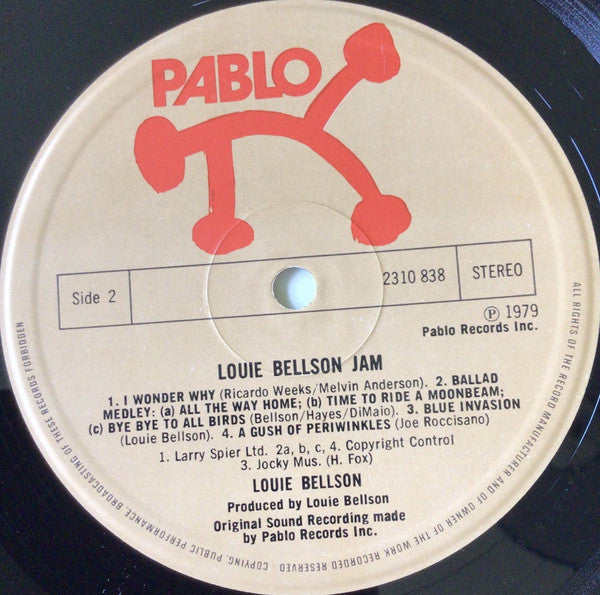 PABLO
Side 2
2310 838
STEREO
Ⓟ 1979
Pablo Records Inc.
LOUIE BELLSON JAM
1. I WONDER WHY (Ricardo Weeks/Melvin Anderson). 2. BALLAD
MEDLEY: (a) ALL THE WAY HOME; (b) TIME TO RIDE A MOONBEAM;
(c) BYE BYE TO ALL BIRDS (Bellson/Hayes/DiMaio). 3. BLUE INVASION
(Louie Bellson). 4. A GUSH OF PERIWINKLES (Joe Roccisano)
1. Larry Spier Ltd. 2a, b, c, 4. Copyright Control
3. Jocky Mus. (H. Fox)
LOUIE BELLSON
Produced by Louie Bellson
Original Sound Recording made
by Pablo Records Inc.
ALL RIGHTS OF THE RECORD MANUFACTURER AND OF OWNER OF THE WORK RECORDED RESERVED · COPYING, PUBLIC PERFORMANCE BROADCASTING OF THESE RECORDS FORBIDDEN